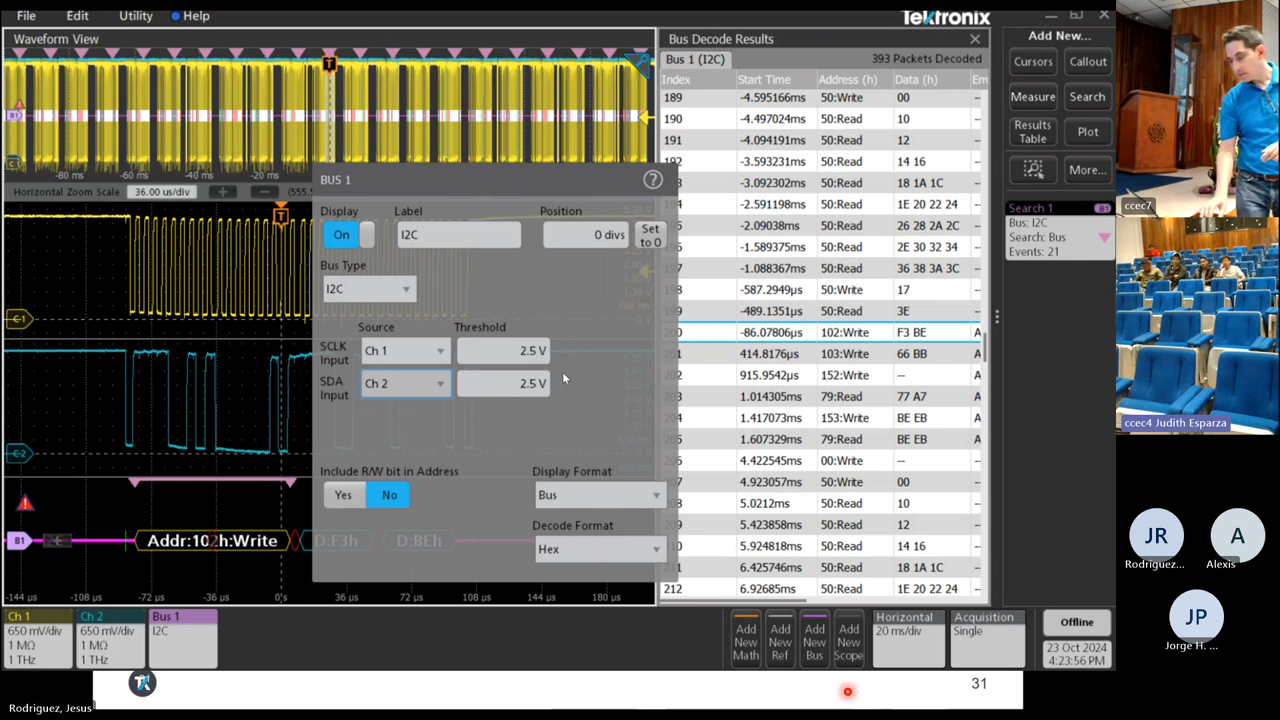 File Edit Utility Help Tektronix
Waveform View
Bus Decode Results
Add New...
Bus 1 (I2C) 393 Packets Decoded
Cursors Callout
Index Start Time Address (h) Data (h)
189 -4.595166ms 50:Write 00 --
Measure Search
190 -4.497024ms 50:Read 10 --
Results Table Plot
191 -4.094191ms 50:Read 12 --
192 -3.593231ms 50:Read 14 16 --
More...
-3.092302ms 50:Read 18 1A 1C --
-2.591198ms 50:Read 1E 20 22 24 --
-2.09038ms 50:Read 26 28 2A 2C --
-1.589375ms 50:Read 2E 30 32 34 --
-1.088367ms 50:Read 36 38 3A 3C --
198 -587.2949µs 50:Read 17 --
-489.1351µs 50:Read 3E --
200 -86.07806µs 102:Write F3 BE A
201 414.8176µs 103:Write 66 BB A
915.9542µs 152:Write -- A
1.014305ms 79:Read 77 A7 A
1.417073ms 153:Write BE EB A
1.607329ms 79:Read BE EB A
4.422545ms 00:Write -- --
4.923057ms 50:Write 00 --
5.0212ms 50:Read 10 --
5.423858ms 50:Read 12 --
5.924818ms 50:Read 14 16 --
6.425746ms 50:Read 18 1A 1C --
212 6.92685ms 50:Read 1E 20 22 24 --
Search 1 B1
Bus: I2C
Search: Bus
Events: 21
B1
-80 ms -60 ms -40 ms -20 ms
Horizontal Zoom Scale 36.00 us/div
BUS 1
Display Label Position
On I2C 0 divs Set to 0
Bus Type
I2C
Source Threshold
SCLK Input Ch 1 2.5 V
SDA Input Ch 2 2.5 V
Include R/W bit in Address Display Format
Yes No Bus
Decode Format
Hex
C1
C2
B1 Addr:102h:Write D:F3h D:BEh
-144 µs -108 µs -72 µs -36 µs 0's 36 µs 72 µs 108 µs 144 µs 180 µs
Ch 1
650 mV/div
1 MΩ
1 THz
Ch 2
650 mV/div
1 MΩ
1 THz
Bus 1
I2C
Add New Math
Add New Ref
Add New Bus
Add New Scope
Horizontal
20 ms/div
Acquisition
Single
Offline
23 Oct 2024
4:23:56 PM
31
Rodriguez, Jesus
ccec7
ccec4 Judith Esparza
JR A
Rodriguez... Alexis
JP
Jorge H. ...